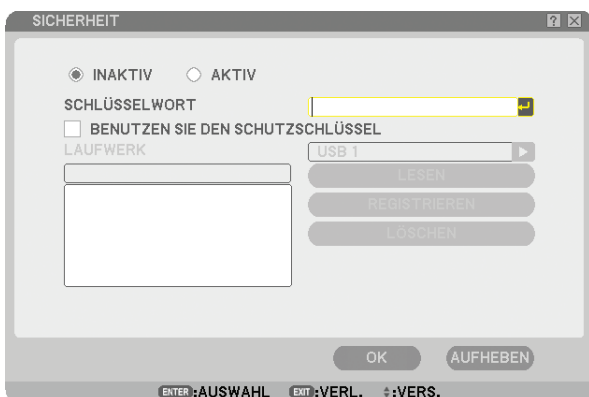 SICHERHEIT
INAKTIV AKTIV
SCHLÜSSELWORT
BENUTZEN SIE DEN SCHUTZSCHLÜSSEL
LAUFWERK USB 1
LESEN
REGISTRIEREN
LÖSCHEN
OK AUFHEBEN
ENTER :AUSWAHL EXIT :VERL. :VERS.